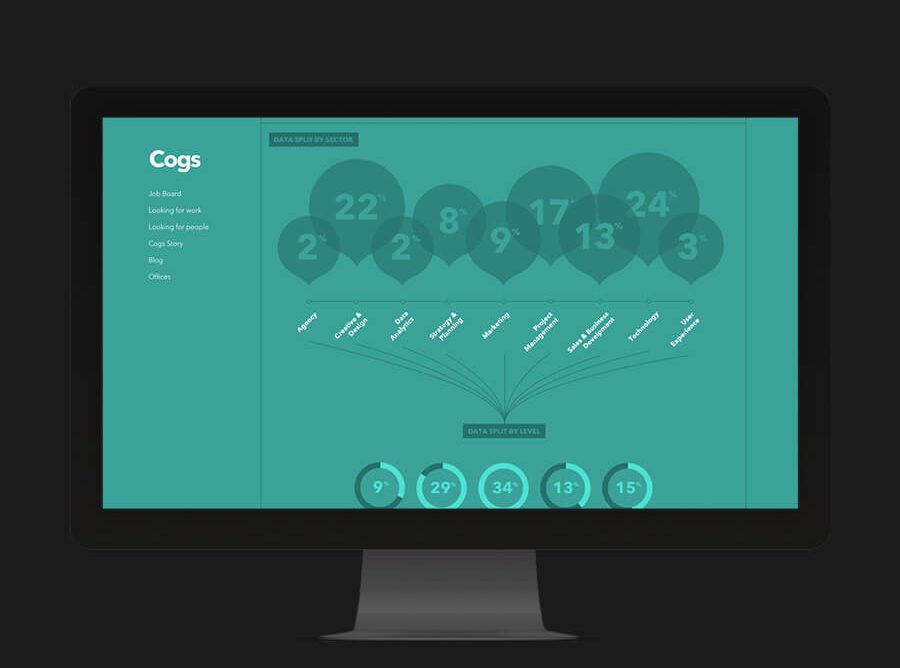 DATA SPLIT BY SECTOR
Cogs
Job Board
Looking for work
Looking for people
Cogs Story
Blog
Offices
2%
22%
2%
8%
9%
17%
13%
24%
3%
Agency
Creative &
Design
Data
Analytics
Strategy &
Planning
Marketing
Project
Management
Sales & Business
Development
Technology
User
Experience
DATA SPLIT BY LEVEL
9%
29%
34%
13%
15%